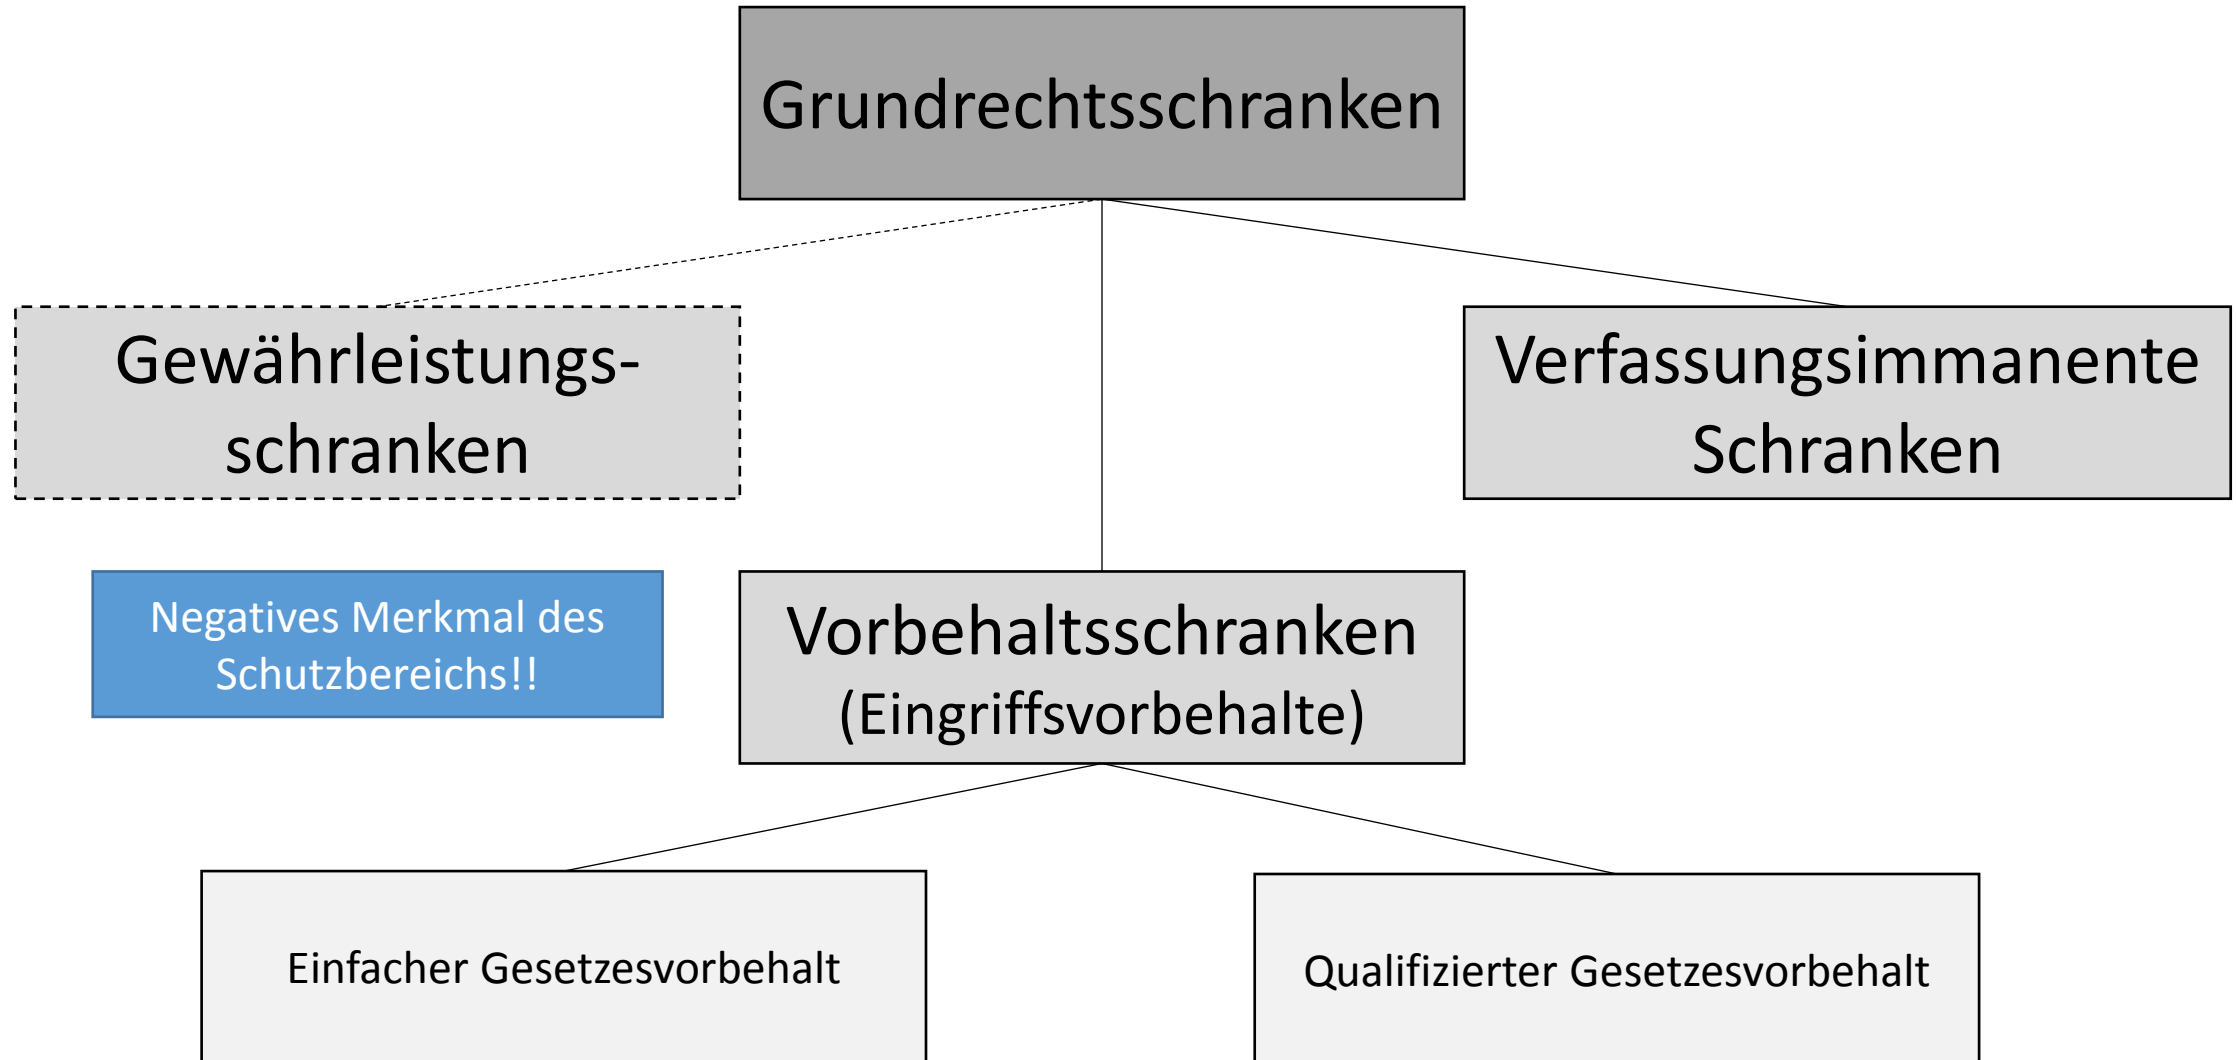 Grundrechtsschranken
Gewährleistungs-
schranken
Verfassungsimmanente
Schranken
Negatives Merkmal des
Schutzbereichs!!
Vorbehaltsschranken
(Eingriffsvorbehalte)
Einfacher Gesetzesvorbehalt
Qualifizierter Gesetzesvorbehalt